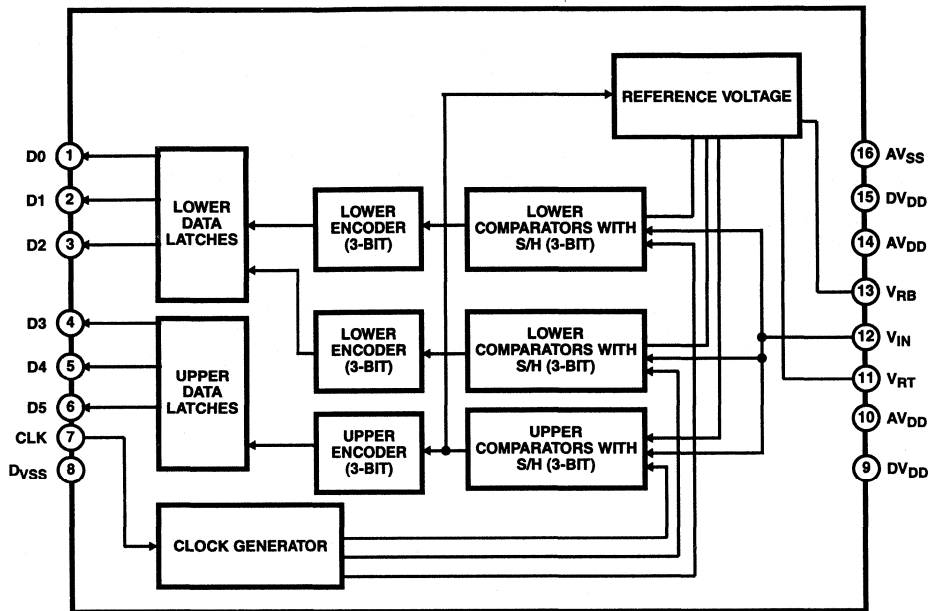 REFERENCE VOLTAGE
D0 1
D1 2
D2 3
D3 4
D4 5
D5 6
CLK 7
DVSS 8
LOWER
DATA
LATCHES
UPPER
DATA
LATCHES
LOWER
ENCODER
(3-BIT)
LOWER
ENCODER
(3-BIT)
UPPER
ENCODER
(3-BIT)
LOWER
COMPARATORS WITH
S/H (3-BIT)
LOWER
COMPARATORS WITH
S/H (3-BIT)
UPPER
COMPARATORS WITH
S/H (3-BIT)
CLOCK GENERATOR
16 AVSS
15 DVDD
14 AVDD
13 VRB
12 VIN
11 VRT
10 AVDD
9 DVDD